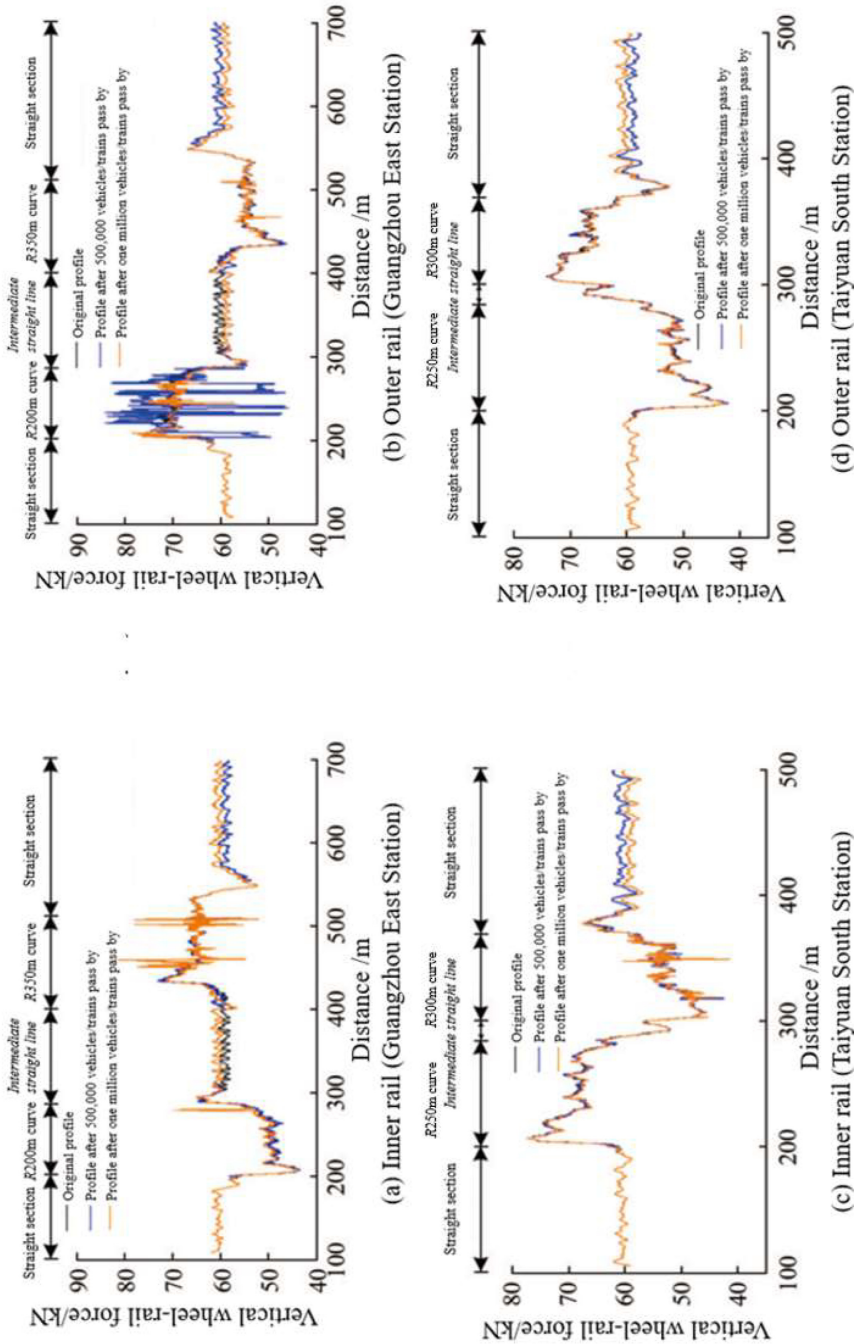 Straight section R200m curve Intermediate straight line R350m curve Straight section
Original profile
Profile after 500,000 vehicles/trains pass by
Profile after one million vehicles/trains pass by
Vertical wheel-rail force/kN
90
80
70
60
50
40
100 200 300 400 500 600 700
Distance /m
(a) Inner rail (Guangzhou East Station)
Straight section R200m curve Intermediate straight line R350m curve Straight section
Original profile
Profile after 500,000 vehicles/trains pass by
Profile after one million vehicles/trains pass by
Vertical wheel-rail force/kN
90
80
70
60
50
40
100 200 300 400 500 600 700
Distance /m
(b) Outer rail (Guangzhou East Station)
Straight section R250m curve Intermediate straight line R300m curve Straight section
Original profile
Profile after 500,000 vehicles/trains pass by
Profile after one million vehicles/trains pass by
Vertical wheel-rail force/kN
80
70
60
50
40
100 200 300 400 500
Distance /m
(c) Inner rail (Taiyuan South Station)
Straight section R250m curve Intermediate straight line R300m curve Straight section
Original profile
Profile after 500,000 vehicles/trains pass by
Profile after one million vehicles/trains pass by
Vertical wheel-rail force/kN
80
70
60
50
40
100 200 300 400 500
Distance /m
(d) Outer rail (Taiyuan South Station)